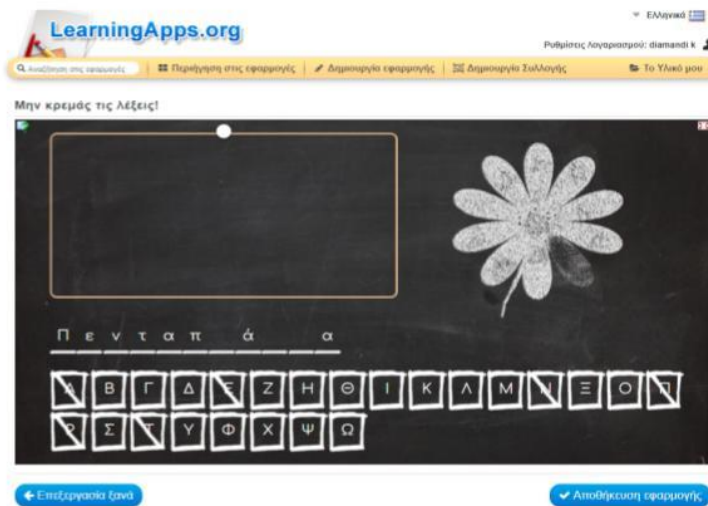 LearningApps.org
Ελληνικά
Ρυθμίσεις Λογαριασμού: diamandi k
Αναζήτηση στις εφαρμογές
Περιήγηση στις εφαρμογές
Δημιουργία εφαρμογής
Δημιουργία Συλλογής
Το Υλικό μου
Μην κρεμάς τις λέξεις!
Π ε ν τ α π _ ά _ _ α
Α Β Γ Δ Ε Ζ Η Θ Ι Κ Λ Μ Ν Ξ Ο Π
Ρ Σ Τ Υ Φ Χ Ψ Ω
Επεξεργασία ξανά
Αποθήκευση εφαρμογής